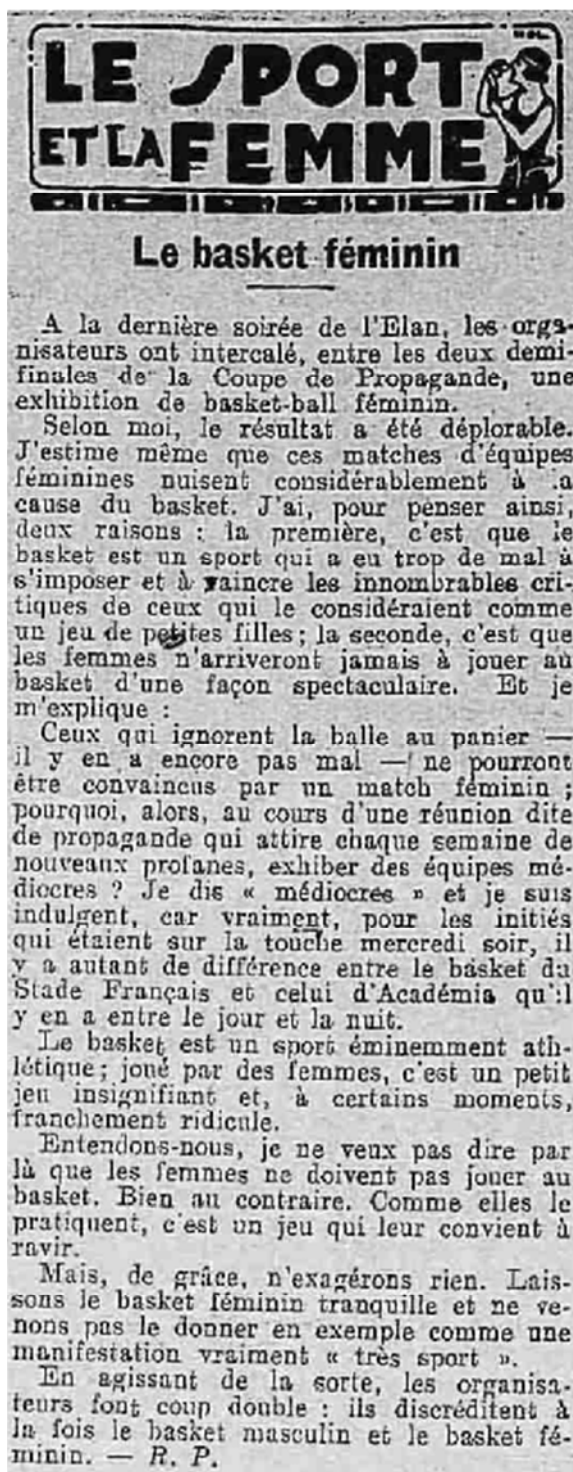 LE SPORT
ET LA FEMME
Le basket féminin
A la dernière soirée de l'Elan, les orga-
nisateurs ont intercalé, entre les deux demi-
finales de la Coupe de Propagande, une
exhibition de basket-ball féminin.
Selon moi, le résultat a été déplorable.
J'estime même que ces matches d'équipes
féminines nuisent considérablement à la
cause du basket. J'ai, pour penser ainsi,
deux raisons : la première, c'est que le
basket est un sport qui a eu trop de mal à
s'imposer et à vaincre les innombrables cri-
tiques de ceux qui le considéraient comme
un jeu de petites filles ; la seconde, c'est que
les femmes n'arriveront jamais à jouer au
basket d'une façon spectaculaire. Et je
m'explique :
Ceux qui ignorent la balle au panier —
il y en a encore pas mal — ne pourront
être convaincus par un match féminin ;
pourquoi, alors, au cours d'une réunion dite
de propagande qui attire chaque semaine de
nouveaux profanes, exhiber des équipes mé-
diocres ? Je dis « médiocres » et je suis
indulgent, car vraiment, pour les initiés
qui étaient sur la touche mercredi soir, il
y a autant de différence entre le basket du
Stade Français et celui d'Académia qu'il
y en a entre le jour et la nuit.
Le basket est un sport éminemment ath-
létique ; joué par des femmes, c'est un petit
jeu insignifiant et, à certains moments,
franchement ridicule.
Entendons-nous, je ne veux pas dire par
là que les femmes ne doivent pas jouer au
basket. Bien au contraire. Comme elles le
pratiquent, c'est un jeu qui leur convient à
ravir.
Mais, de grâce, n'exagérons rien. Lais-
sons le basket féminin tranquille et ne ve-
nons pas le donner en exemple comme une
manifestation vraiment « très sport ».
En agissant de la sorte, les organisa-
teurs font coup double : ils discréditent à
la fois le basket masculin et le basket fé-
minin. — R. P.